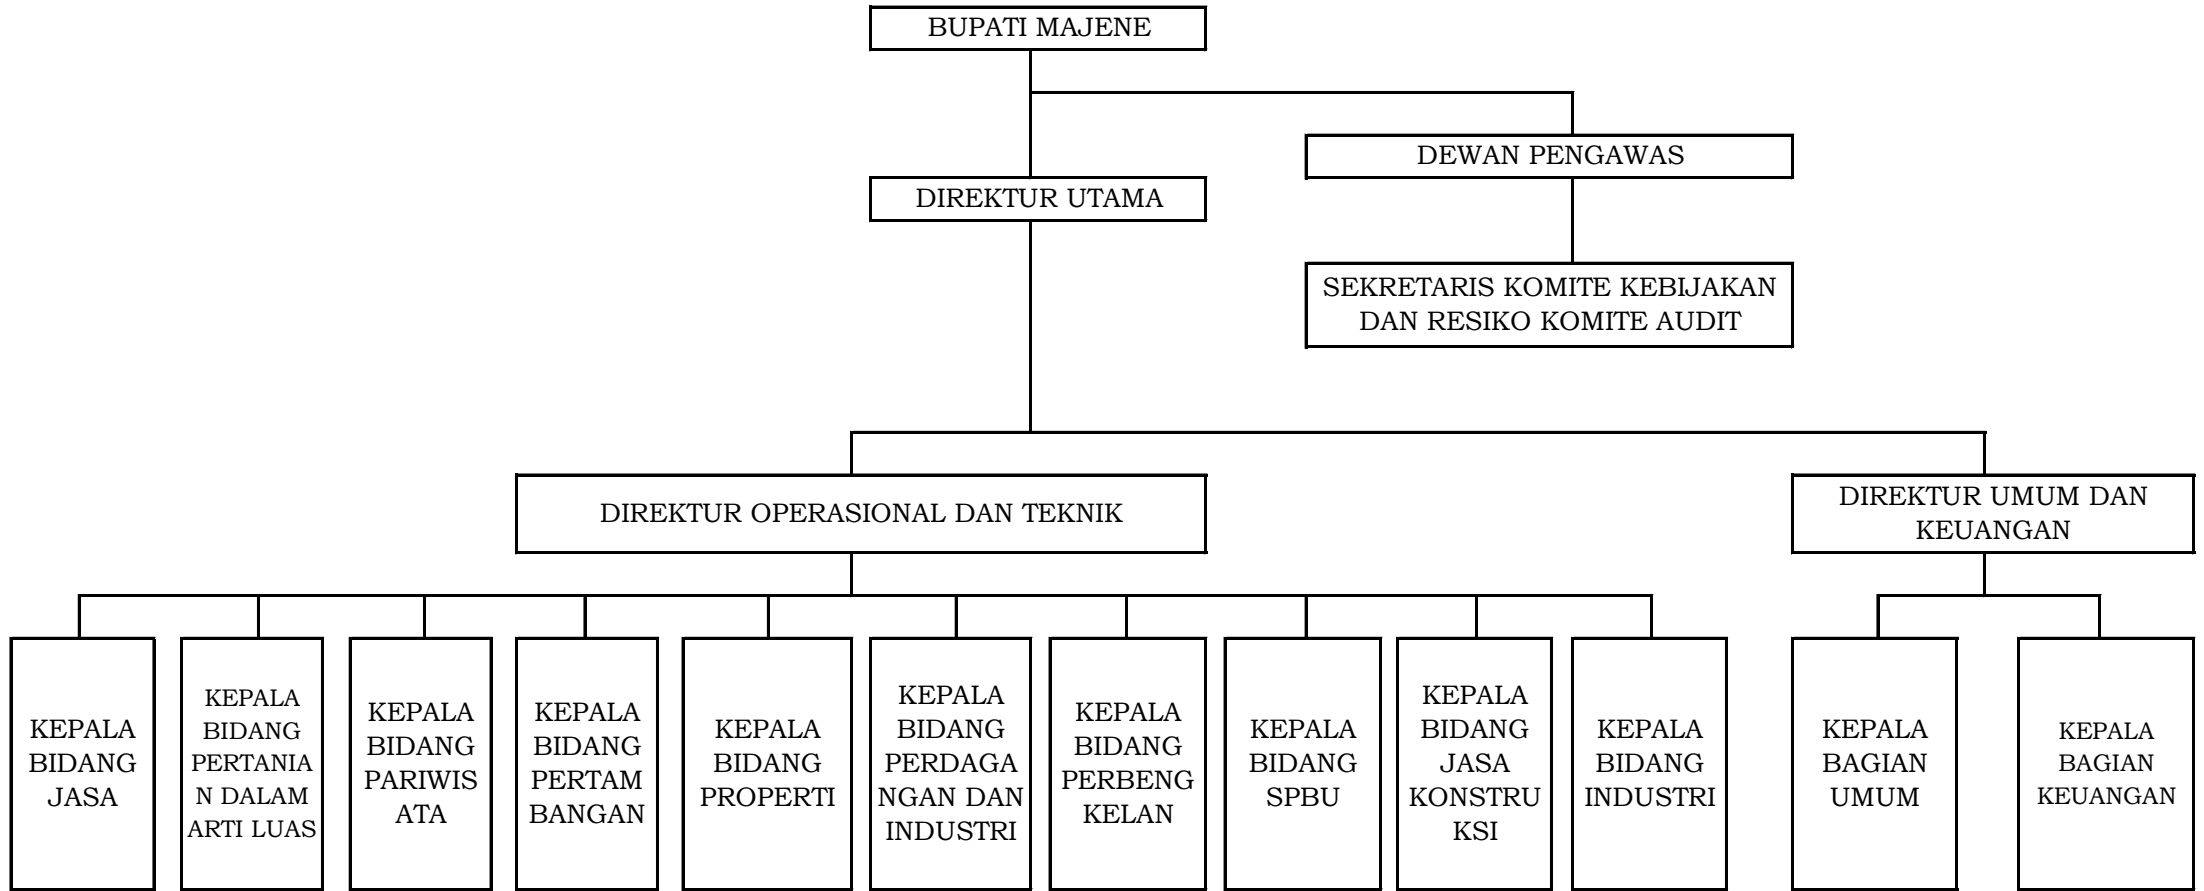 BUPATI MAJENE
DEWAN PENGAWAS
DIREKTUR UTAMA
SEKRETARIS KOMITE KEBIJAKAN
DAN RESIKO KOMITE AUDIT
DIREKTUR OPERASIONAL DAN TEKNIK
DIREKTUR UMUM DAN
KEUANGAN
KEPALA
BIDANG
JASA
KEPALA
BIDANG
PERTANIA
N DALAM
ARTI LUAS
KEPALA
BIDANG
PARIWIS
ATA
KEPALA
BIDANG
PERTAM
BANGAN
KEPALA
BIDANG
PROPERTI
KEPALA
BIDANG
PERDAGA
NGAN DAN
INDUSTRI
KEPALA
BIDANG
PERBENG
KELAN
KEPALA
BIDANG
SPBU
KEPALA
BIDANG
JASA
KONSTRU
KSI
KEPALA
BIDANG
INDUSTRI
KEPALA
BAGIAN
UMUM
KEPALA
BAGIAN
KEUANGAN